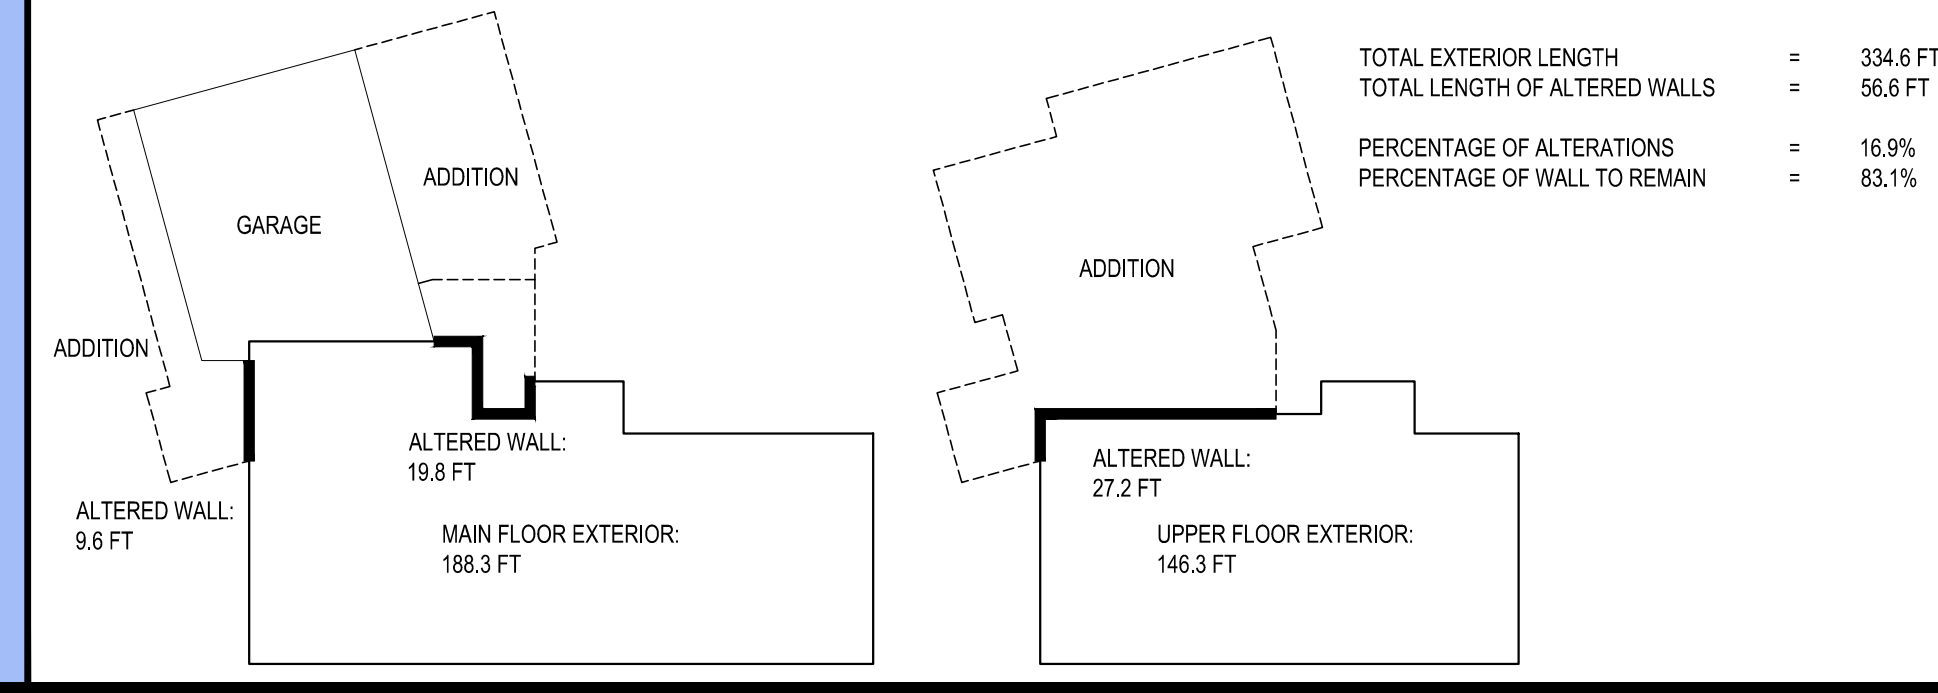 ADDITION
GARAGE
ADDITION
ALTERED WALL:
19.8 FT
ALTERED WALL:
9.6 FT
MAIN FLOOR EXTERIOR:
188.3 FT
ADDITION
ALTERED WALL:
27.2 FT
UPPER FLOOR EXTERIOR:
146.3 FT
TOTAL EXTERIOR LENGTH = 334.6 FT
TOTAL LENGTH OF ALTERED WALLS = 56.6 FT
PERCENTAGE OF ALTERATIONS = 16.9%
PERCENTAGE OF WALL TO REMAIN = 83.1%